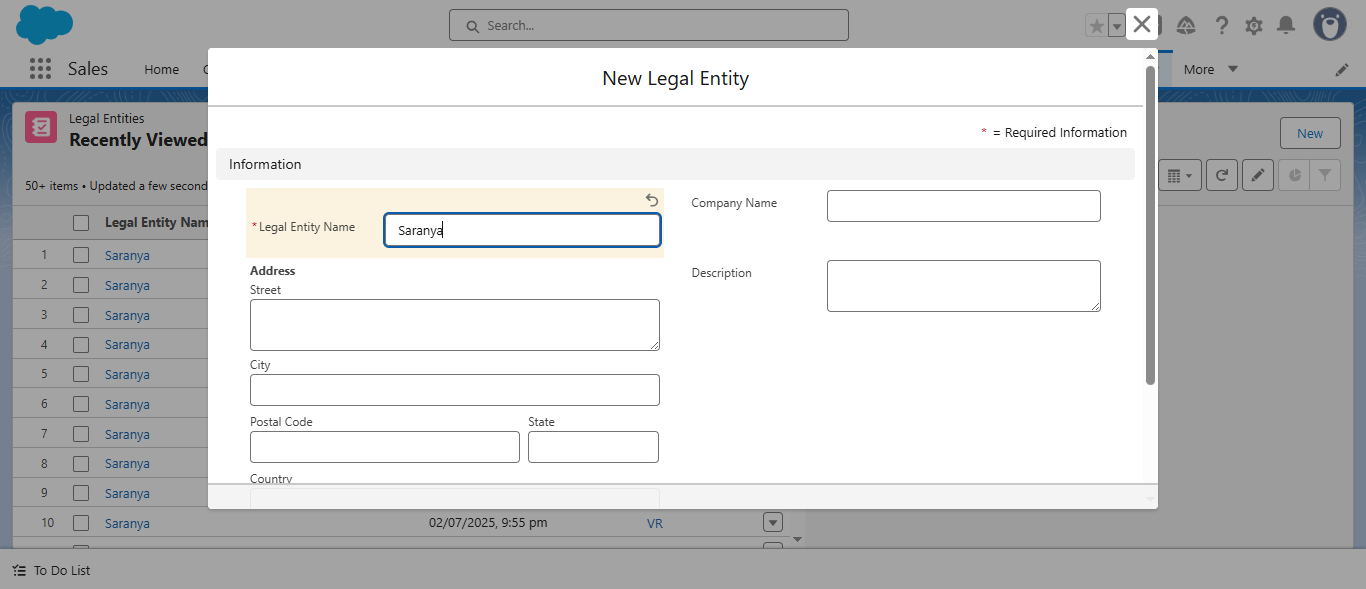 Search...
Sales
Home
More
New Legal Entity
Legal Entities
Recently Viewed
New
* = Required Information
Information
50+ items • Updated a few second
* Legal Entity Name
Saranya
Company Name
Legal Entity Nam
Address
Street
Description
City
Postal Code
State
Country
1 Saranya
2 Saranya
3 Saranya
4 Saranya
5 Saranya
6 Saranya
7 Saranya
8 Saranya
9 Saranya
10 Saranya 02/07/2025, 9:55 pm VR
To Do List